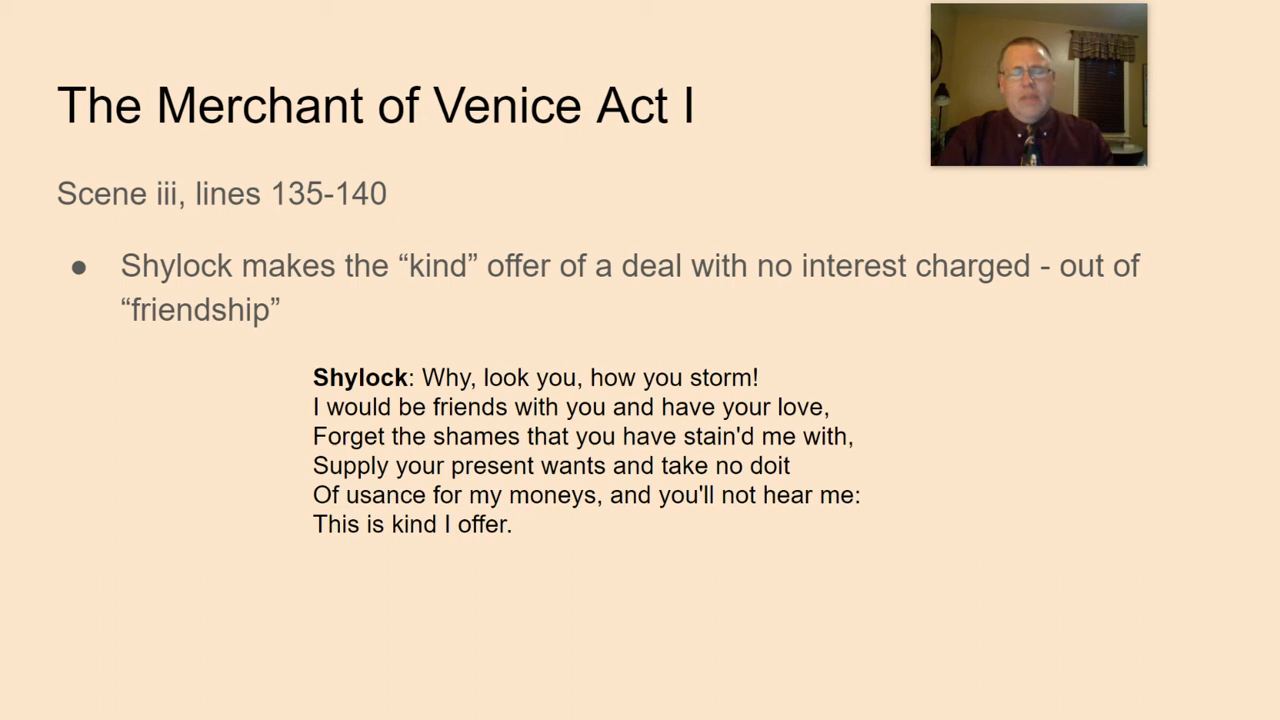 The Merchant of Venice Act I
Scene iii, lines 135-140
● Shylock makes the “kind” offer of a deal with no interest charged - out of
“friendship”
Shylock: Why, look you, how you storm!
I would be friends with you and have your love,
Forget the shames that you have stain'd me with,
Supply your present wants and take no doit
Of usance for my moneys, and you'll not hear me:
This is kind I offer.